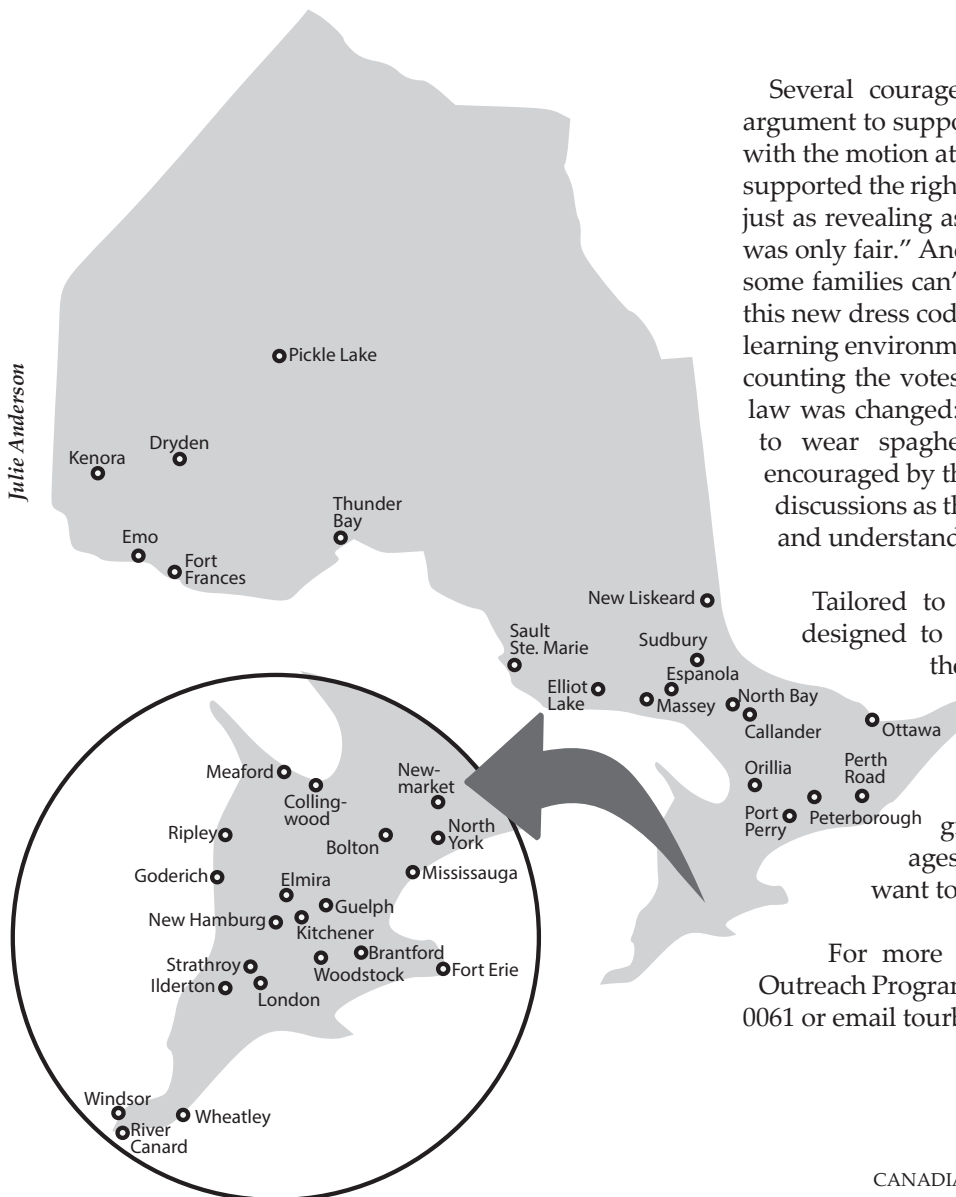 Julie Anderson
Pickle Lake
Dryden
Kenora
Thunder
Bay
Emo
Fort
Frances
New Liskeard
Sault
Ste. Marie
Sudbury
Espanola
Elliot
Lake
Massey
North Bay
Callander
Ottawa
Orillia
Perth
Road
Port
Perry
Peterborough
Meaford
Colling-
wood
New-
market
Ripley
Bolton
North
York
Goderich
Mississauga
Elmira
Guelph
New Hamburg
Kitchener
Brantford
Strathroy
Woodstock
Fort Erie
Ilderton
London
Windsor
Wheatley
River
Canard
Several courage
argument to suppo
with the motion at
supported the righ
just as revealing as
was only fair.” And
some families can’
this new dress cod
learning environm
counting the votes
law was changed:
to wear spaghe
encouraged by th
discussions as th
and understand
Tailored to
designed to
the
g
ages
want to
For more
Outreach Program
0061 or email tourb
CANADIA